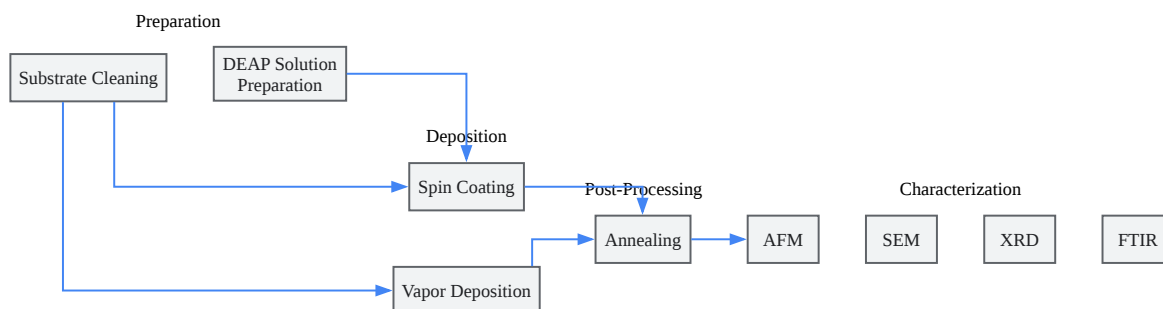 Preparation
Substrate Cleaning
DEAP Solution
Preparation
Deposition
Spin Coating
Vapor Deposition
Post-Processing
Annealing
Characterization
AFM
SEM
XRD
FTIR